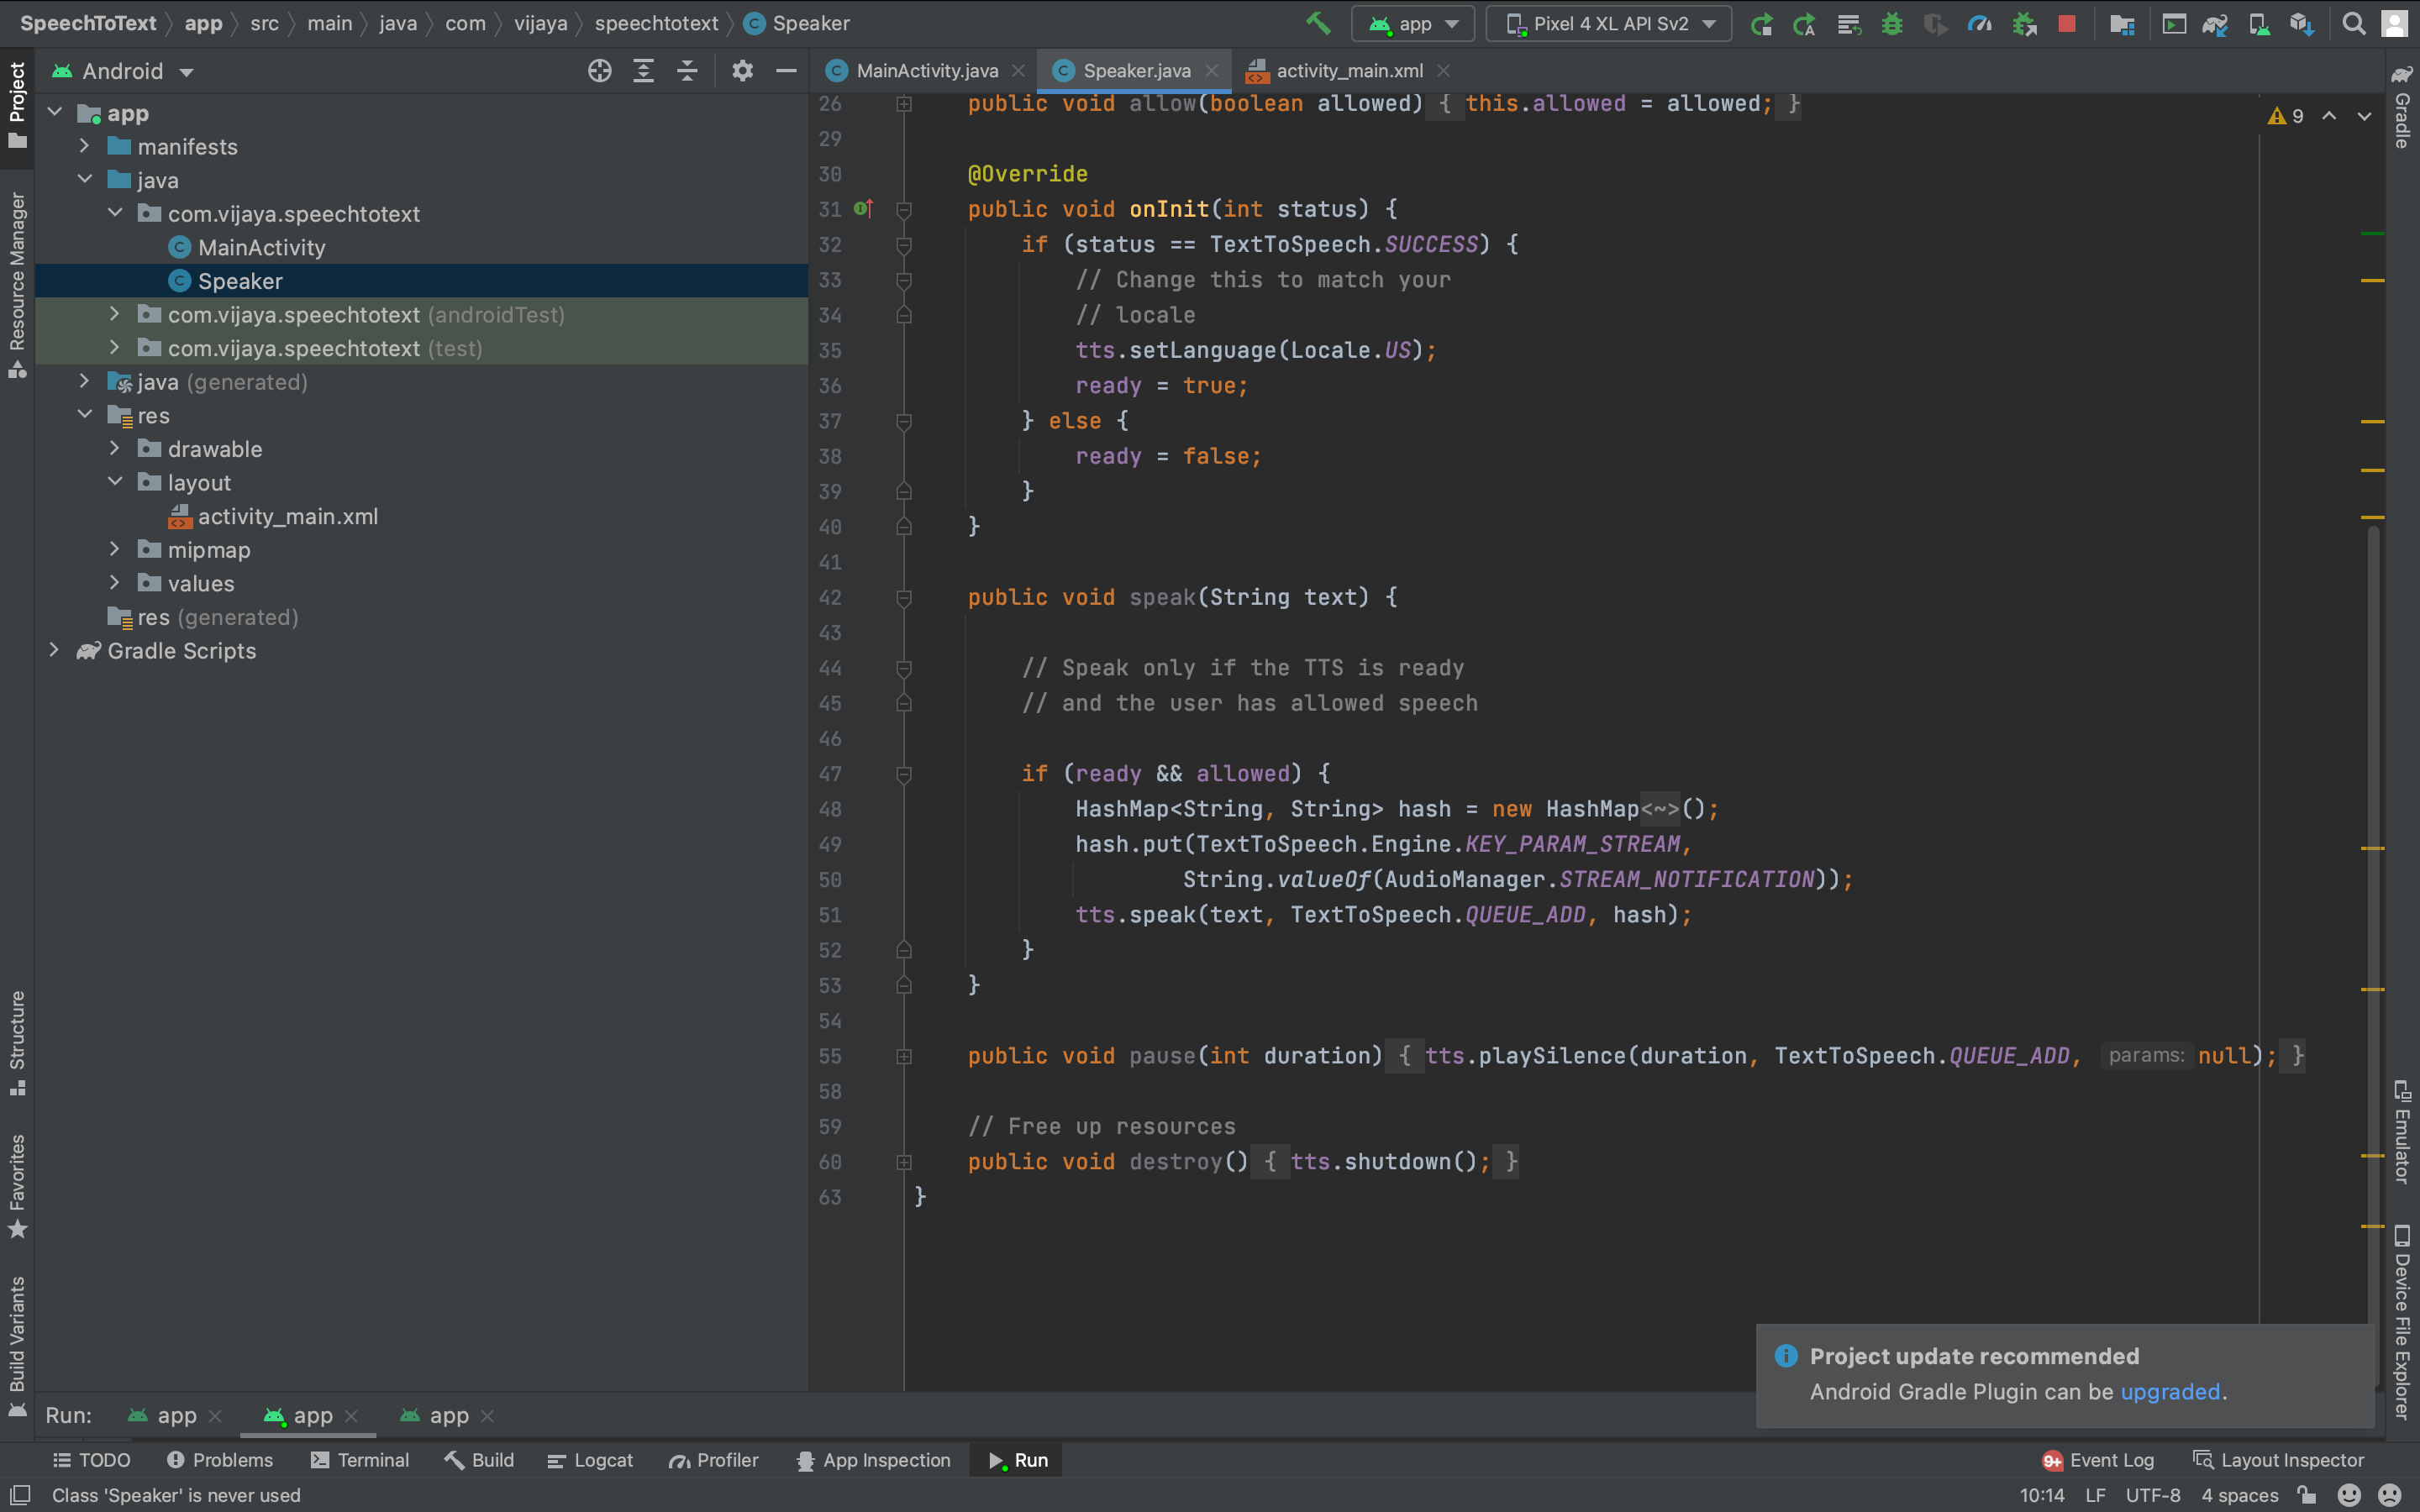 SpeechToText app src main java com vijaya speechtotext Speaker
app Pixel 4 XL API Sv2
Project
Android
MainActivity.java Speaker.java activity_main.xml
Gradle
app
manifests
java
com.vijaya.speechtotext
MainActivity
Speaker
com.vijaya.speechtotext (androidTest)
com.vijaya.speechtotext (test)
java (generated)
res
drawable
layout
activity_main.xml
mipmap
values
res (generated)
Gradle Scripts
Resource Manager
Structure
Favorites
Build Variants
9
26 public void allow(boolean allowed) { this.allowed = allowed; }
29
30 @Override
31 public void onInit(int status) {
32 if (status == TextToSpeech.SUCCESS) {
33 // Change this to match your
34 // locale
35 tts.setLanguage(Locale.US);
36 ready = true;
37 } else {
38 ready = false;
39 }
40 }
41
42 public void speak(String text) {
43
44 // Speak only if the TTS is ready
45 // and the user has allowed speech
46
47 if (ready && allowed) {
48 HashMap<String, String> hash = new HashMap<~>();
49 hash.put(TextToSpeech.Engine.KEY_PARAM_STREAM,
50 String.valueOf(AudioManager.STREAM_NOTIFICATION));
51 tts.speak(text, TextToSpeech.QUEUE_ADD, hash);
52 }
53 }
54
55 public void pause(int duration) { tts.playSilence(duration, TextToSpeech.QUEUE_ADD, params: null); }
58
59 // Free up resources
60 public void destroy() { tts.shutdown(); }
63 }
Emulator
Device File Explorer
Project update recommended
Android Gradle Plugin can be upgraded.
Run: app app app
TODO Problems Terminal Build Logcat Profiler App Inspection Run 9+ Event Log Layout Inspector
Class 'Speaker' is never used 10:14 LF UTF-8 4 spaces